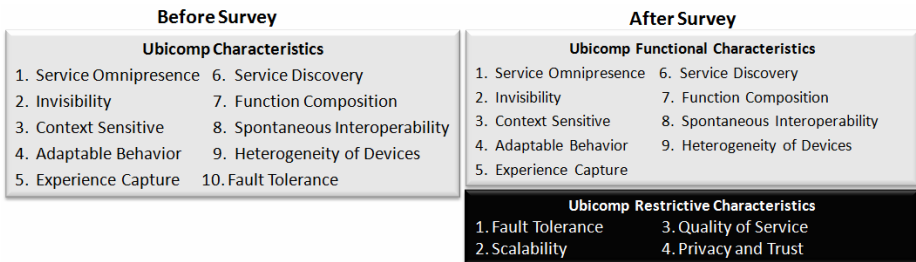 Before Survey
Ubicomp Characteristics
1. Service Omnipresence 6. Service Discovery
2. Invisibility 7. Function Composition
3. Context Sensitive 8. Spontaneous Interoperability
4. Adaptable Behavior 9. Heterogeneity of Devices
5. Experience Capture 10. Fault Tolerance
After Survey
Ubicomp Functional Characteristics
1. Service Omnipresence 6. Service Discovery
2. Invisibility 7. Function Composition
3. Context Sensitive 8. Spontaneous Interoperability
4. Adaptable Behavior 9. Heterogeneity of Devices
5. Experience Capture
Ubicomp Restrictive Characteristics
1. Fault Tolerance 3. Quality of Service
2. Scalability 4. Privacy and Trust